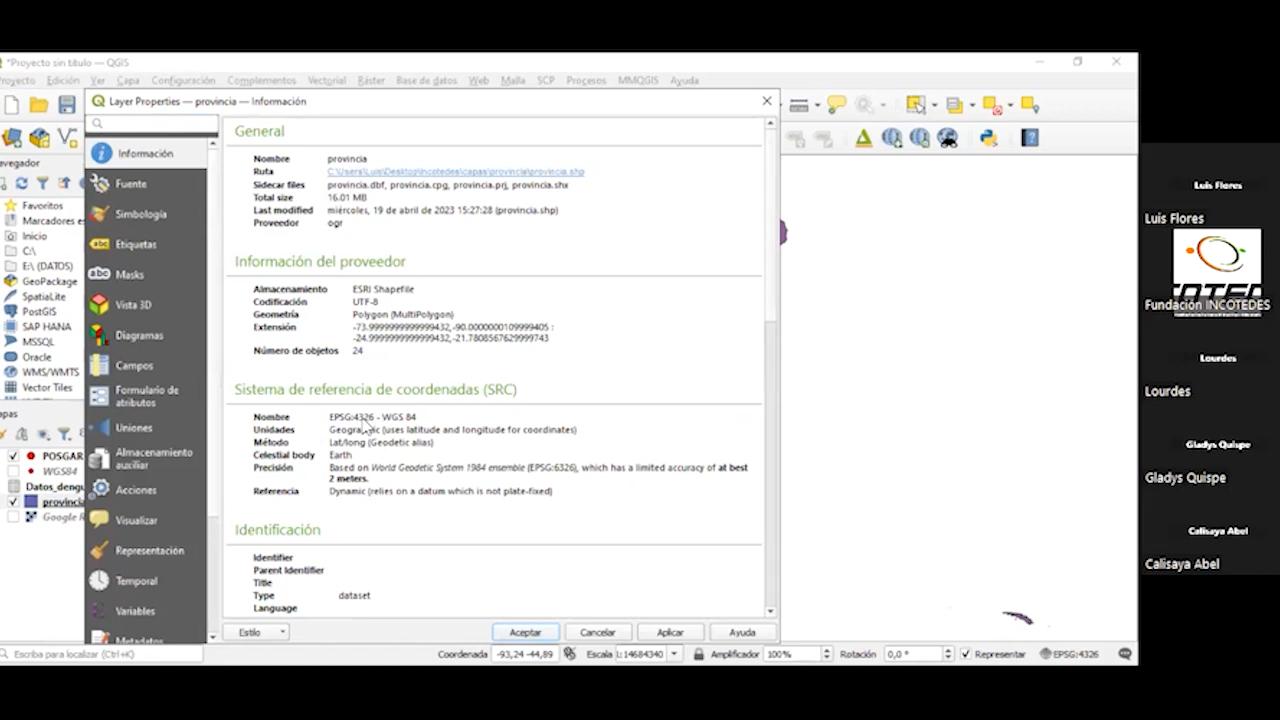 *Proyecto sin título — QGIS
Proyecto Edición Ver Capa Configuración Complementos Vectorial Ráster Base de datos Web Malla SCP Procesos MMQGIS Ayuda
Layer Properties — provincia — Información
Información
Fuente
Simbología
Etiquetas
Masks
Vista 3D
Diagramas
Campos
Formulario de
atributos
Uniones
Almacenamiento
auxiliar
Acciones
Visualizar
Representación
Temporal
Variables
Metadatos
General
Nombre provincia
Ruta C:\Users\Luis\Desktop\Incotedes\capas\provincia\provincia.shp
Sidecar files provincia.dbf, provincia.cpg, provincia.prj, provincia.shx
Total size 16.01 MB
Last modified miércoles, 19 de abril de 2023 15:27:28 (provincia.shp)
Proveedor ogr
Información del proveedor
Almacenamiento ESRI Shapefile
Codificación UTF-8
Geometría Polygon (MultiPolygon)
Extensión -73.9999999999999432,-90.0000000109999405 :
-24.9999999999999432,-21.7808567629999743
Número de objetos 24
Sistema de referencia de coordenadas (SRC)
Nombre EPSG:4326 - WGS 84
Unidades Geographic (uses latitude and longitude for coordinates)
Método Lat/long (Geodetic alias)
Celestial body Earth
Precisión Based on World Geodetic System 1984 ensemble (EPSG:6326), which has a limited accuracy of at best
2 meters.
Referencia Dynamic (relies on a datum which is not plate-fixed)
Identificación
Identifier
Parent Identifier
Title
Type dataset
Language
Estilo Aceptar Cancelar Aplicar Ayuda
avegador
Favoritos
Marcadores es
Inicio
C:\
E:\ (DATOS)
GeoPackage
SpatiaLite
PostGIS
SAP HANA
MSSQL
Oracle
WMS/WMTS
Vector Tiles
apas
POSGAR
WGS84
Datos_deng
provincia
Google R
Escriba para localizar (Ctrl+K) Coordenada -93,24 -44,89 Escala 1:14684340 Amplificador 100% Rotación 0,0 ° Representar EPSG:4326
Luis Flores
Luis Flores
Fundación INCOTEDES
Lourdes
Lourdes
Gladys Quispe
Gladys Quispe
Calisaya Abel
Calisaya Abel